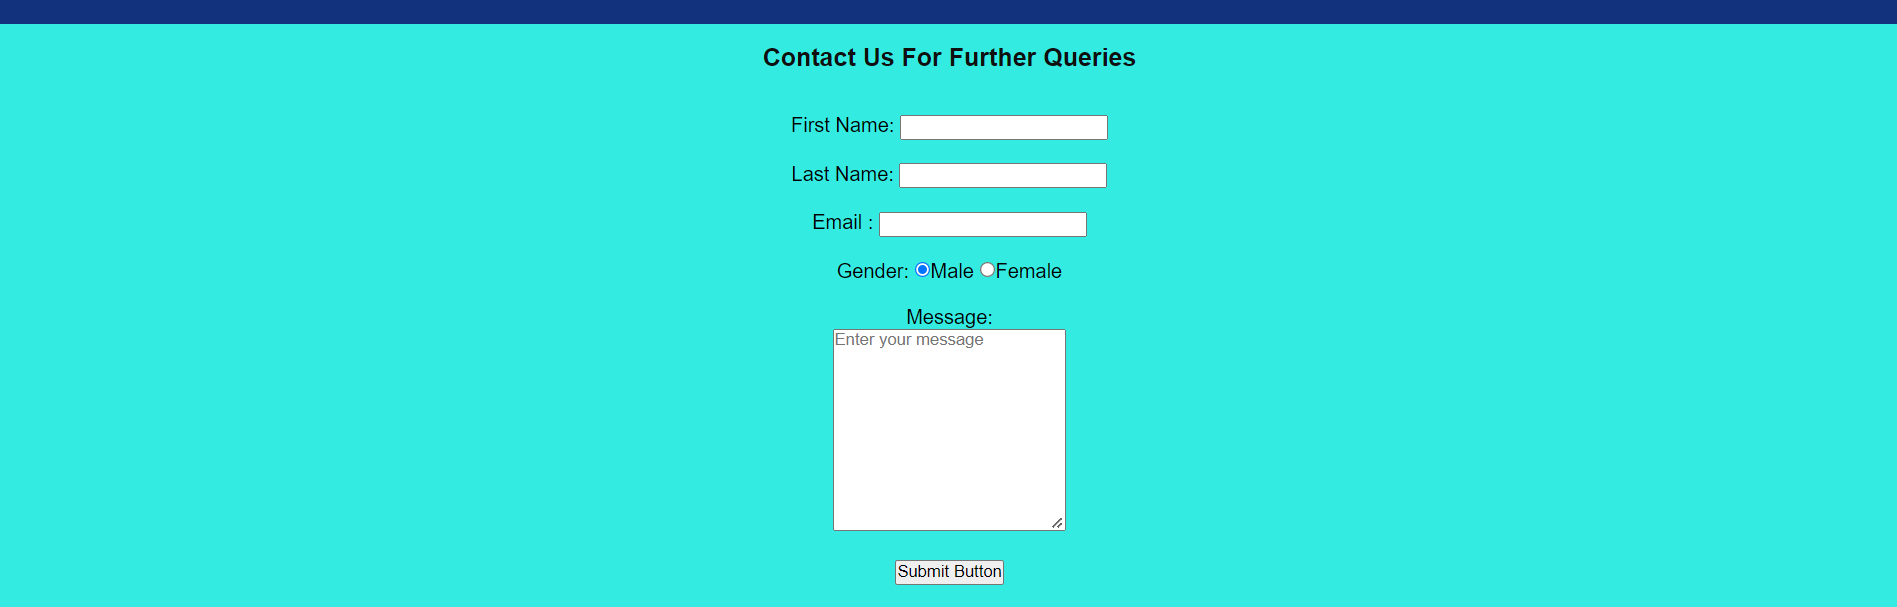 Contact Us For Further Queries
First Name:
Last Name:
Email :
Gender: Male Female
Message:
Enter your message
Submit Button